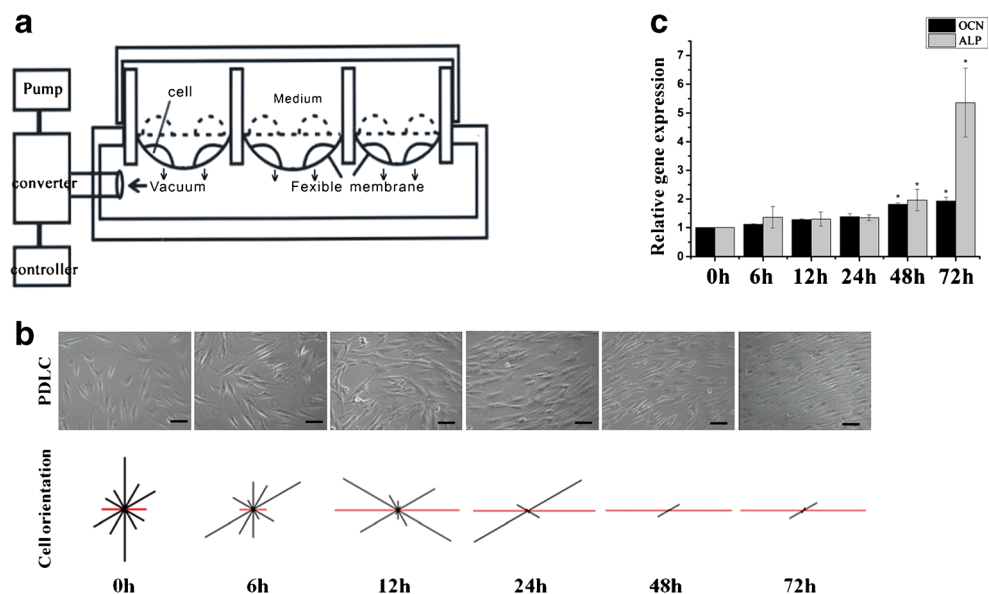 a
Pump
converter
controller
cell
Medium
Vacuum
Fexible membrane
c
OCN
ALP
Relative gene expression
7
6
5
4
3
2
1
0
* * * *
0h 6h 12h 24h 48h 72h
b
PDLC
Cell orientation
0h 6h 12h 24h 48h 72h